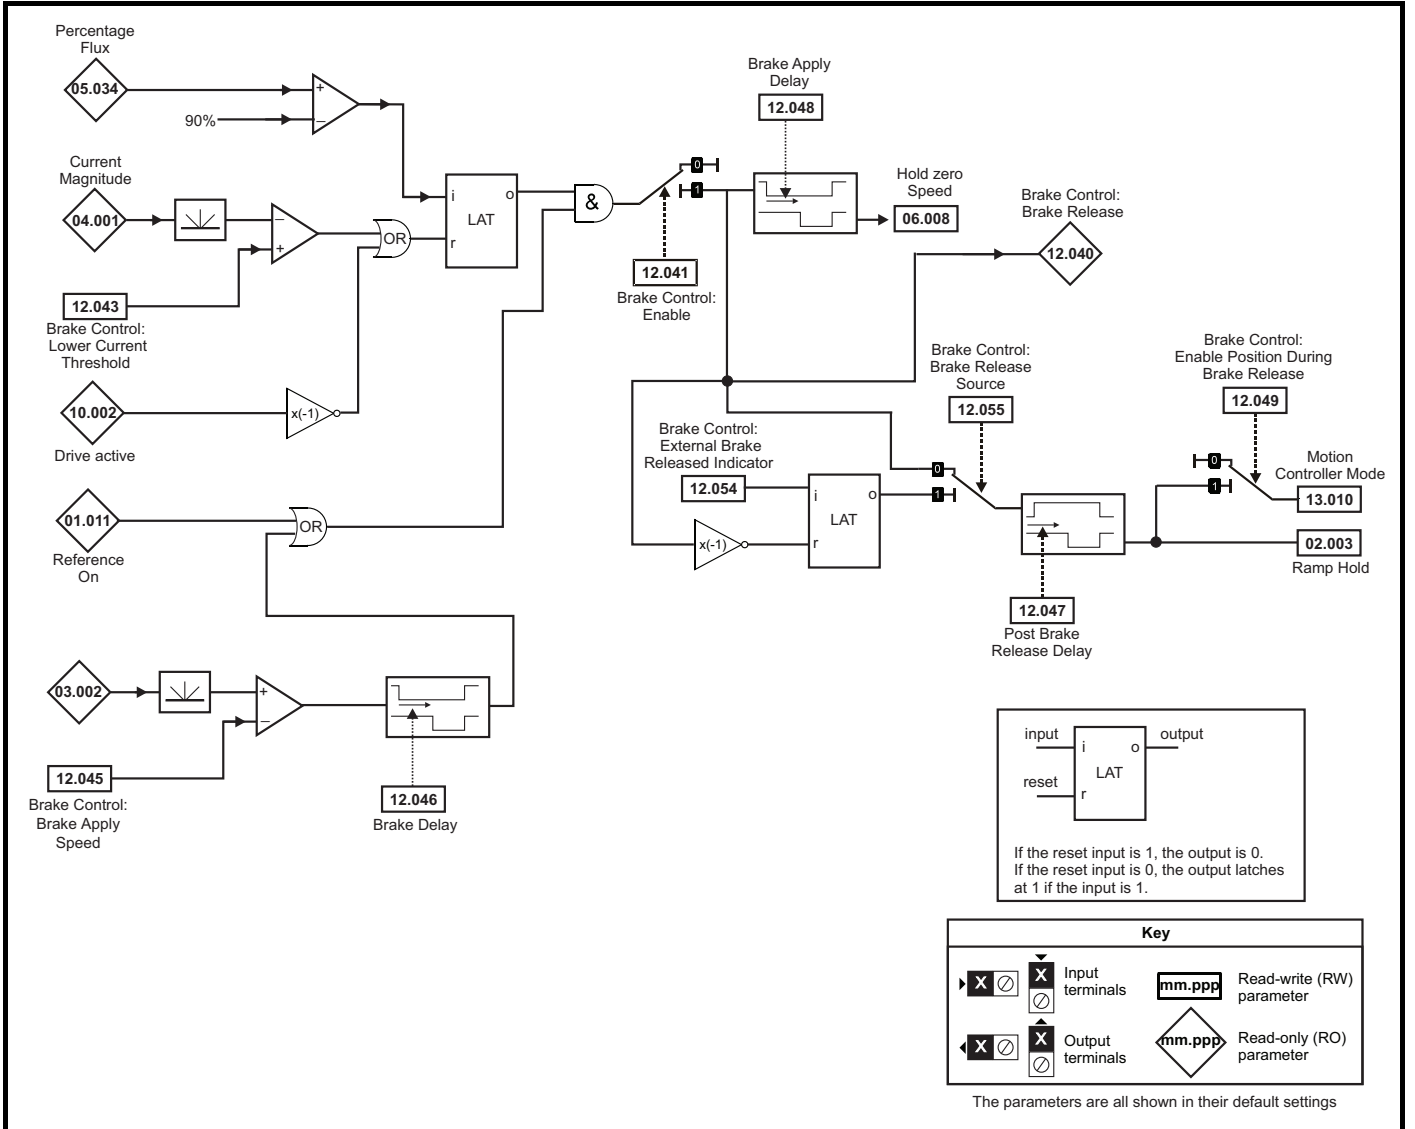 Percentage
Flux
05.034
+
90%
–
Current
Magnitude
04.001
–
+
OR
12.043
Brake Control:
Lower Current
Threshold
i
o
LAT
r
&
0
1
12.041
Brake Control:
Enable
Brake Apply
Delay
12.048
Hold zero
Speed
06.008
Brake Control:
Brake Release
12.040
10.002
x(-1)
Drive active
01.011
OR
Reference
On
Brake Control:
External Brake
Released Indicator
12.054
x(-1)
i
o
LAT
r
Brake Control:
Brake Release
Source
12.055
0
1
12.047
Post Brake
Release Delay
Brake Control:
Enable Position During
Brake Release
12.049
0
1
Motion
Controller Mode
13.010
02.003
Ramp Hold
03.002
+
–
12.045
Brake Control:
Brake Apply
Speed
12.046
Brake Delay
input
i
o
output
LAT
reset
r
If the reset input is 1, the output is 0.
If the reset input is 0, the output latches
at 1 if the input is 1.
Key
X
X
Input
terminals
mm.ppp
Read-write (RW)
parameter
X
X
Output
terminals
mm.ppp
Read-only (RO)
parameter
The parameters are all shown in their default settings